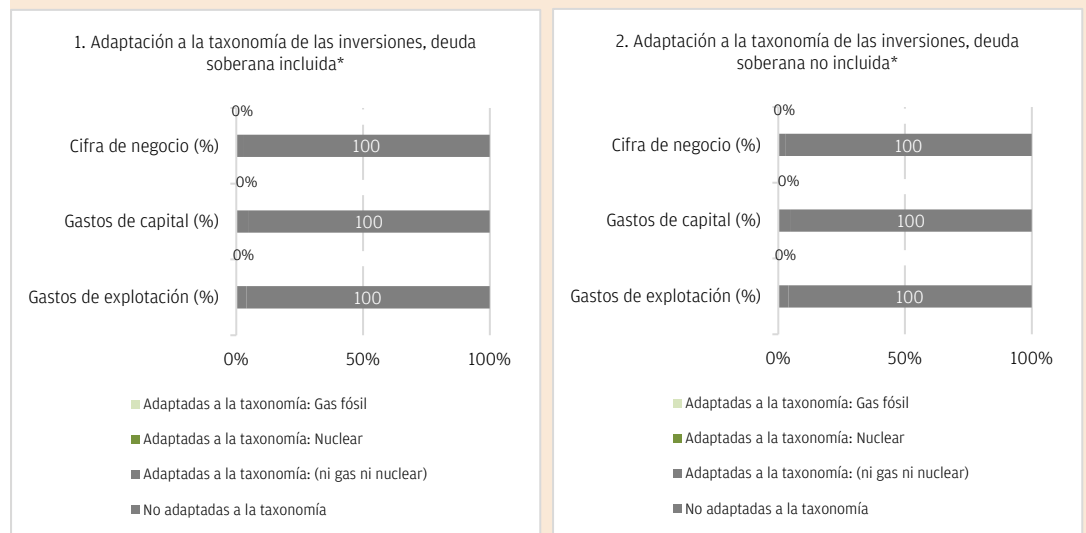 1. Adaptación a la taxonomía de las inversiones, deuda
soberana incluida*
0%
Cifra de negocio (%)
100
0%
Gastos de capital (%)
100
0%
Gastos de explotación (%)
100
0%
50%
100%
Adaptadas a la taxonomía: Gas fósil
Adaptadas a la taxonomía: Nuclear
Adaptadas a la taxonomía: (ni gas ni nuclear)
No adaptadas a la taxonomía
2. Adaptación a la taxonomía de las inversiones, deuda
soberana no incluida*
0%
Cifra de negocio (%)
100
0%
Gastos de capital (%)
100
0%
Gastos de explotación (%)
100
0%
50%
100%
Adaptadas a la taxonomía: Gas fósil
Adaptadas a la taxonomía: Nuclear
Adaptadas a la taxonomía: (ni gas ni nuclear)
No adaptadas a la taxonomía